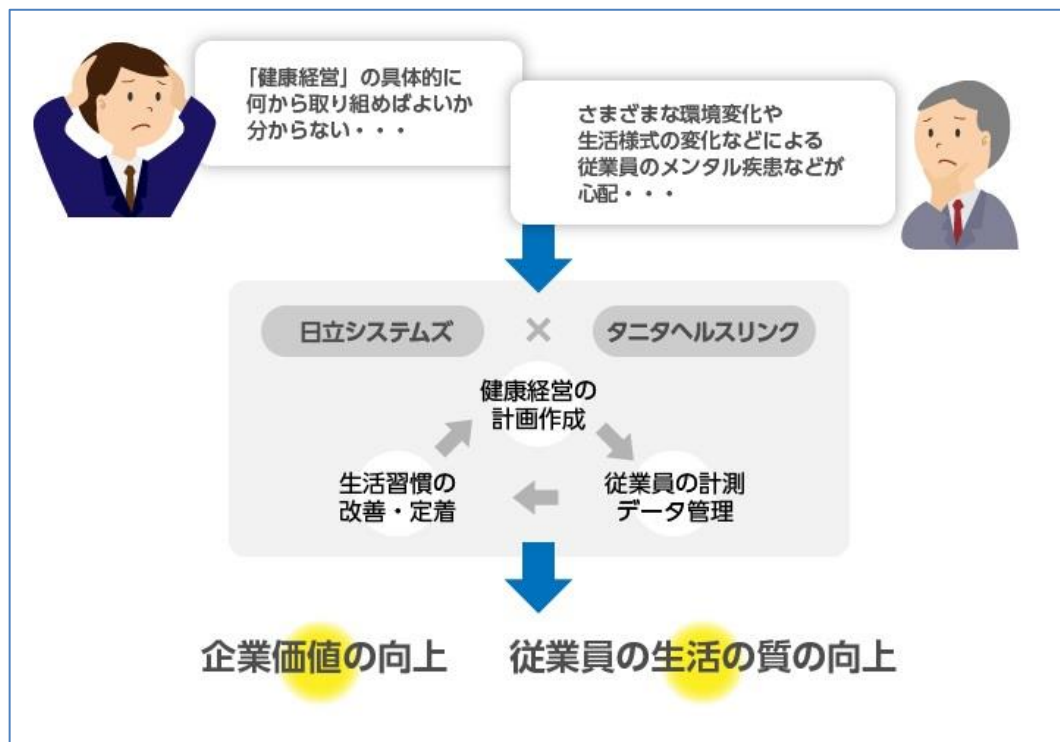 「健康経営」の具体的に
何から取り組めばよいか
分からない・・・
さまざまな環境変化や
生活様式の変化などによる
従業員のメンタル疾患などが
心配・・・
日立システムズ
×
タニタヘルスリンク
健康経営の
計画作成
生活習慣の
改善・定着
従業員の計測
データ管理
企業価値の向上
従業員の生活の質の向上